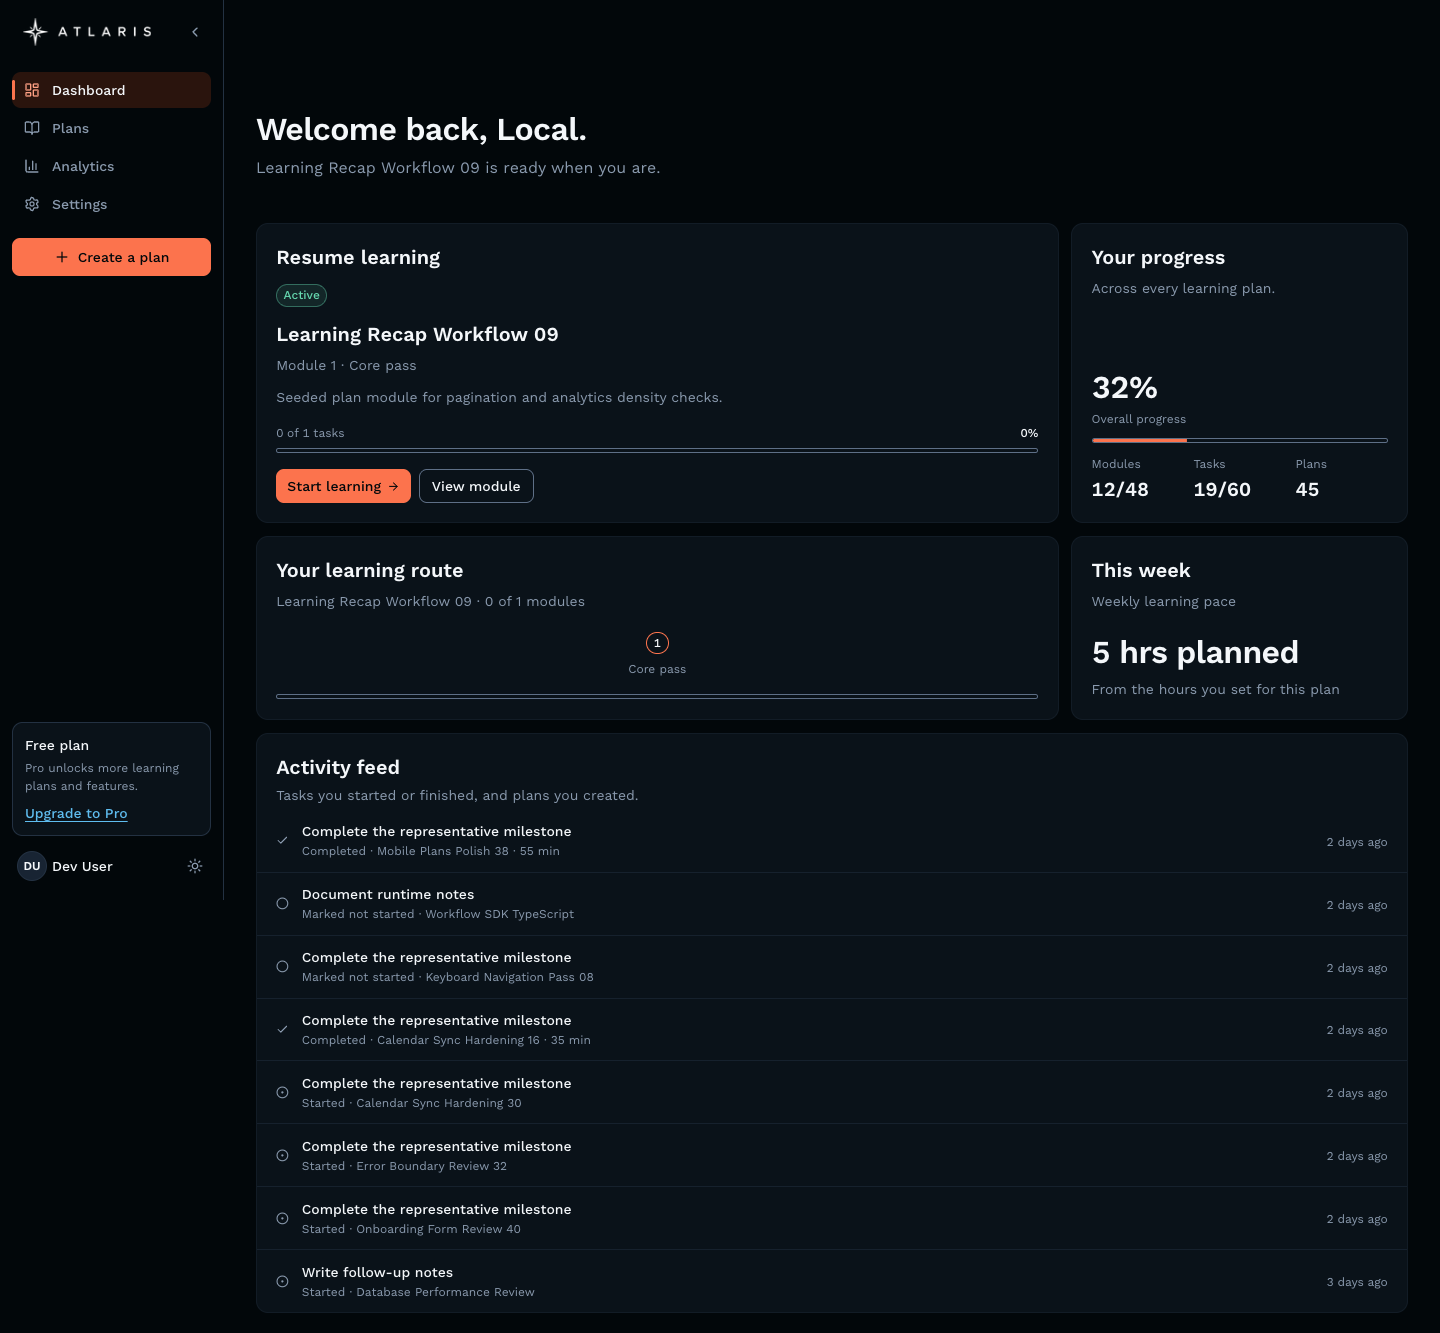 ATLARIS
Dashboard
Plans
Analytics
Settings
Create a plan
Free plan
Pro unlocks more learning
plans and features.
Upgrade to Pro
DU Dev User
Welcome back, Local.
Learning Recap Workflow 09 is ready when you are.
Resume learning
Active
Learning Recap Workflow 09
Module 1 · Core pass
Seeded plan module for pagination and analytics density checks.
0 of 1 tasks 0%
Start learning → View module
Your progress
Across every learning plan.
32%
Overall progress
Modules Tasks Plans
12/48 19/60 45
Your learning route
Learning Recap Workflow 09 · 0 of 1 modules
1
Core pass
This week
Weekly learning pace
5 hrs planned
From the hours you set for this plan
Activity feed
Tasks you started or finished, and plans you created.
Complete the representative milestone
Completed · Mobile Plans Polish 38 · 55 min
2 days ago
Document runtime notes
Marked not started · Workflow SDK TypeScript
2 days ago
Complete the representative milestone
Marked not started · Keyboard Navigation Pass 08
2 days ago
Complete the representative milestone
Completed · Calendar Sync Hardening 16 · 35 min
2 days ago
Complete the representative milestone
Started · Calendar Sync Hardening 30
2 days ago
Complete the representative milestone
Started · Error Boundary Review 32
2 days ago
Complete the representative milestone
Started · Onboarding Form Review 40
2 days ago
Write follow-up notes
Started · Database Performance Review
3 days ago